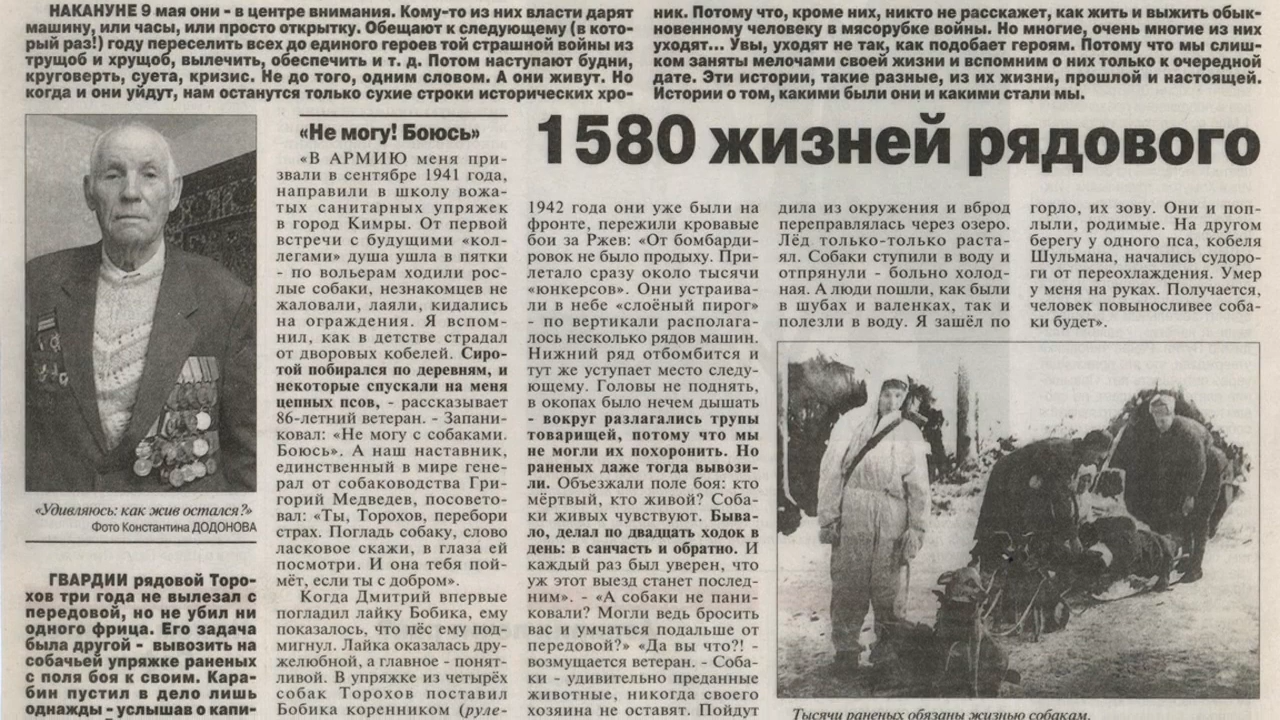 НАКАНУНЕ 9 мая они - в центре внимания. Кому-то из них власти дарят
машину, или часы, или просто открытку. Обещают к следующему (в кото-
рый раз!) году переселить всех до единого героев той страшной войны из
трущоб и хрущоб, вылечить, обеспечить и т. д. Потом наступают будни,
круговерть, суета, кризис. Не до того, одним словом. А они живут. Но
когда и они уйдут, нам останутся только сухие строки исторических хро-
ник. Потому что, кроме них, никто не расскажет, как жить и выжить обык-
новенному человеку в мясорубке войны. Но многие, очень многие из них
уходят... Увы, уходят не так, как подобает героям. Потому что мы слиш-
ком заняты мелочами своей жизни и вспомним о них только к очередной
дате. Эти истории, такие разные, из их жизни, прошлой и настоящей.
Истории о том, какими были они и какими стали мы.
1580 жизней рядового
«Удивляюсь: как жив остался?»
Фото Константина ДОДОНОВА
ГВАРДИИ рядовой Торо-
хов три года не вылезал с
передовой, но не убил ни
одного фрица. Его задача
была другой - вывозить на
собачьей упряжке раненых
с поля боя к своим. Кара-
бин пустил в дело лишь
однажды - услышав о капи-
«Не могу! Боюсь»
«В АРМИЮ меня при-
звали в сентябре 1941 года,
направили в школу вожа-
тых санитарных упряжек
в город Кимры. От первой
встречи с будущими «кол-
легами» душа ушла в пятки
- по вольерам ходили рос-
лые собаки, незнакомцев не
жаловали, лаяли, кидались
на ограждения. Я вспом-
нил, как в детстве страдал
от дворовых кобелей. Сиро-
той побирался по деревням, и
некоторые спускали на меня
цепных псов, - рассказывает
86-летний ветеран. - Запани-
ковал: «Не могу с собаками.
Боюсь». А наш наставник,
единственный в мире гене-
рал от собаководства Гри-
горий Медведев, посовето-
вал: «Ты, Торохов, перебори
страх. Погладь собаку, слово
ласковое скажи, в глаза ей
посмотри. И она тебя пой-
мёт, если ты с добром».
Когда Дмитрий впервые
погладил лайку Бобика, ему
показалось, что пёс ему под-
мигнул. Лайка оказалась дру-
желюбной, а главное - понят-
ливой. В упряжке из четырёх
собак Торохов поставил
Бобика коренником (руле-
1942 года они уже были на
фронте, пережили кровавые
бои за Ржев: «От бомбарди-
ровок не было продыху. При-
летало сразу около тысячи
«юнкерсов». Они устраива-
ли в небе «слоёный пирог»
- по вертикали располага-
лось несколько рядов машин.
Нижний ряд отбомбится и
тут же уступает место следу-
ющему. Головы не поднять,
в окопах было нечем дышать
- вокруг разлагались трупы
товарищей, потому что мы
не могли их похоронить. Но
раненых даже тогда вывози-
ли. Объезжали поле боя: кто
мёртвый, кто живой? Соба-
ки живых чувствуют. Быва-
ло, делал по двадцать ходок в
день: в санчасть и обратно. И
каждый раз был уверен, что
уж этот выезд станет послед-
ним». - «А собаки не пани-
ковали? Могли ведь бросить
вас и умчаться подальше от
передовой?» «Да вы что?! -
возмущается ветеран. - Соба-
ки - удивительно преданные
животные, никогда своего
хозяина не оставят. Пойдут
дила из окружения и вброд
переправлялась через озеро.
Лёд только-только раста-
ял. Собаки ступили в воду и
отпрянули - больно холод-
ная. А люди пошли, как были
в шубах и валенках, так и
полезли в воду. Я зашёл по
горло, их зову. Они и поп-
лыли, родимые. На другом
берегу у одного пса, кобеля
Шульмана, начались судоро-
ги от переохлаждения. Умер
у меня на руках. Получается,
человек повыносливее соба-
ки будет».
Тысячи раненых обязаны жизнью собакам.